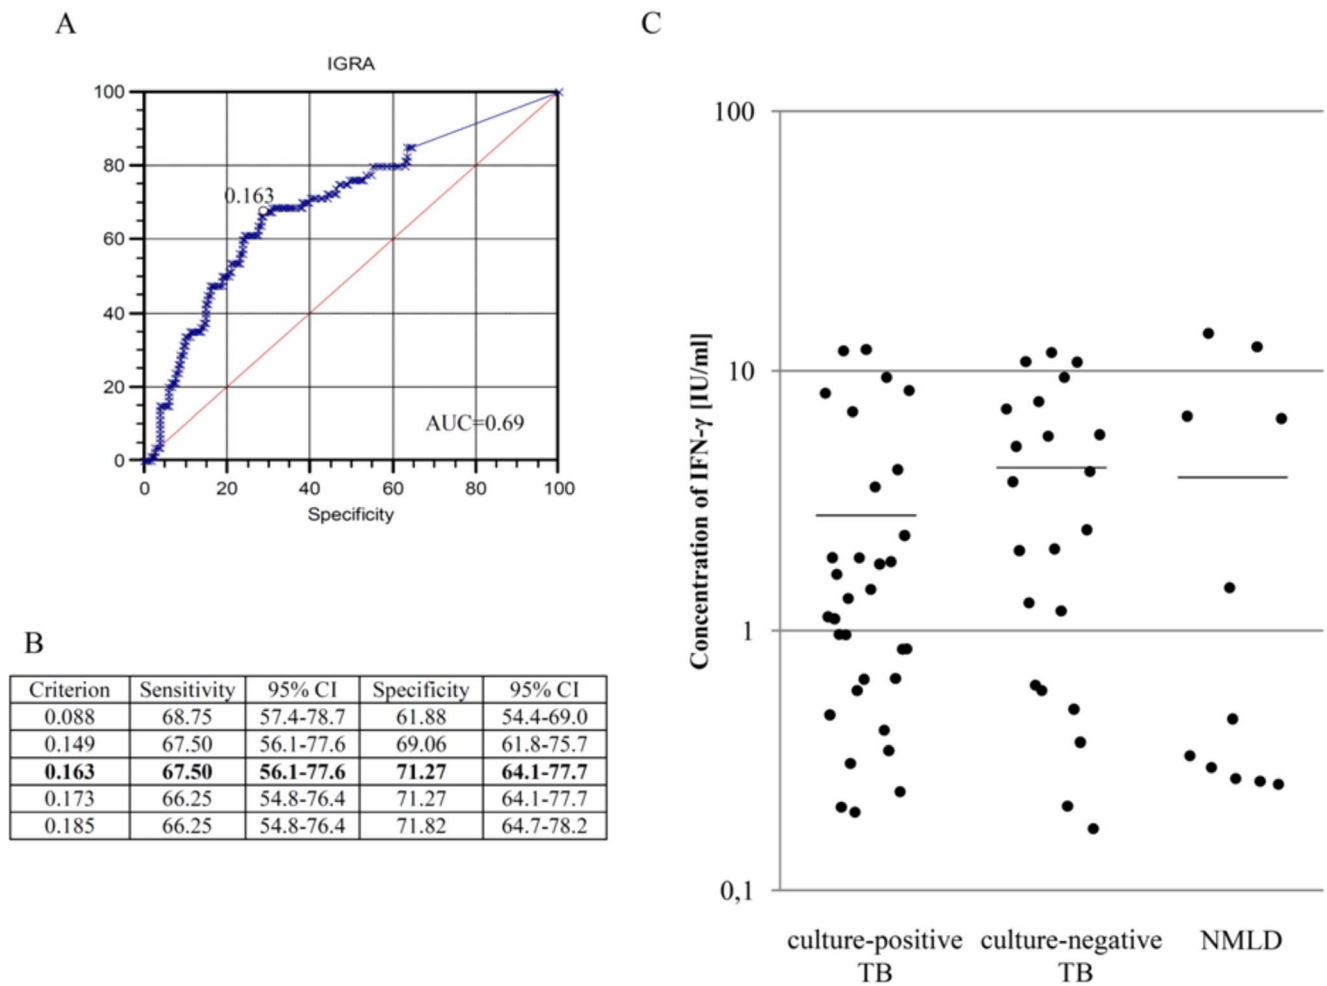 A
IGRA
100
80
60
40
20
0
0.163
AUC=0.69
0 20 40 60 80 100
Specificity
B
Criterion Sensitivity 95% CI Specificity 95% CI
0.088 68.75 57.4-78.7 61.88 54.4-69.0
0.149 67.50 56.1-77.6 69.06 61.8-75.7
0.163 67.50 56.1-77.6 71.27 64.1-77.7
0.173 66.25 54.8-76.4 71.27 64.1-77.7
0.185 66.25 54.8-76.4 71.82 64.7-78.2
C
Concentration of IFN-γ [IU/ml]
100
10
1
0,1
culture-positive TB
culture-negative TB
NMLD